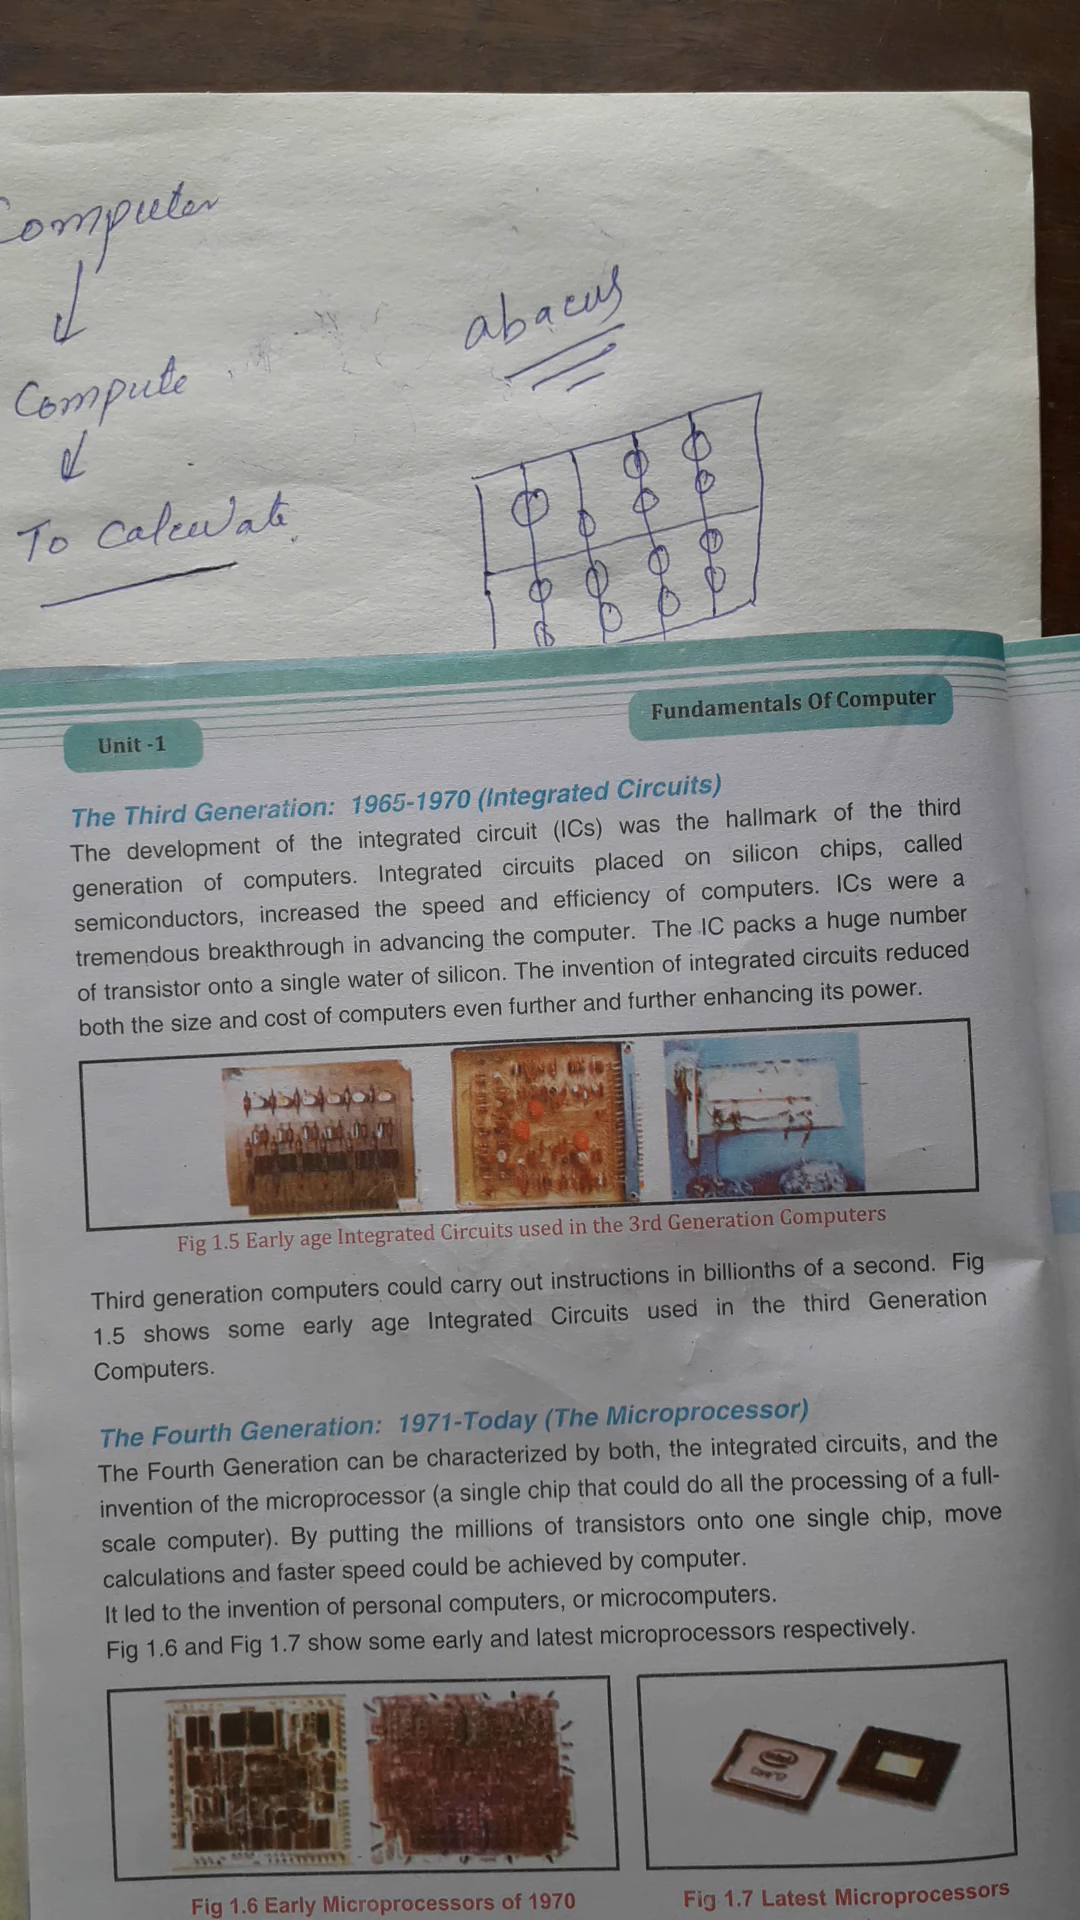 Computer
Compute
To Calculate.
abacus
Unit -1
Fundamentals Of Computer
The Third Generation: 1965-1970 (Integrated Circuits)
The development of the integrated circuit (ICs) was the hallmark of the third
generation of computers. Integrated circuits placed on silicon chips, called
semiconductors, increased the speed and efficiency of computers. ICs were a
tremendous breakthrough in advancing the computer. The IC packs a huge number
of transistor onto a single water of silicon. The invention of integrated circuits reduced
both the size and cost of computers even further and further enhancing its power.
Fig 1.5 Early age Integrated Circuits used in the 3rd Generation Computers
Third generation computers could carry out instructions in billionths of a second. Fig
1.5 shows some early age Integrated Circuits used in the third Generation
Computers.
The Fourth Generation: 1971-Today (The Microprocessor)
The Fourth Generation can be characterized by both, the integrated circuits, and the
invention of the microprocessor (a single chip that could do all the processing of a full-
scale computer). By putting the millions of transistors onto one single chip, move
calculations and faster speed could be achieved by computer.
It led to the invention of personal computers, or microcomputers.
Fig 1.6 and Fig 1.7 show some early and latest microprocessors respectively.
intel
Core i7
Fig 1.6 Early Microprocessors of 1970
Fig 1.7 Latest Microprocessors